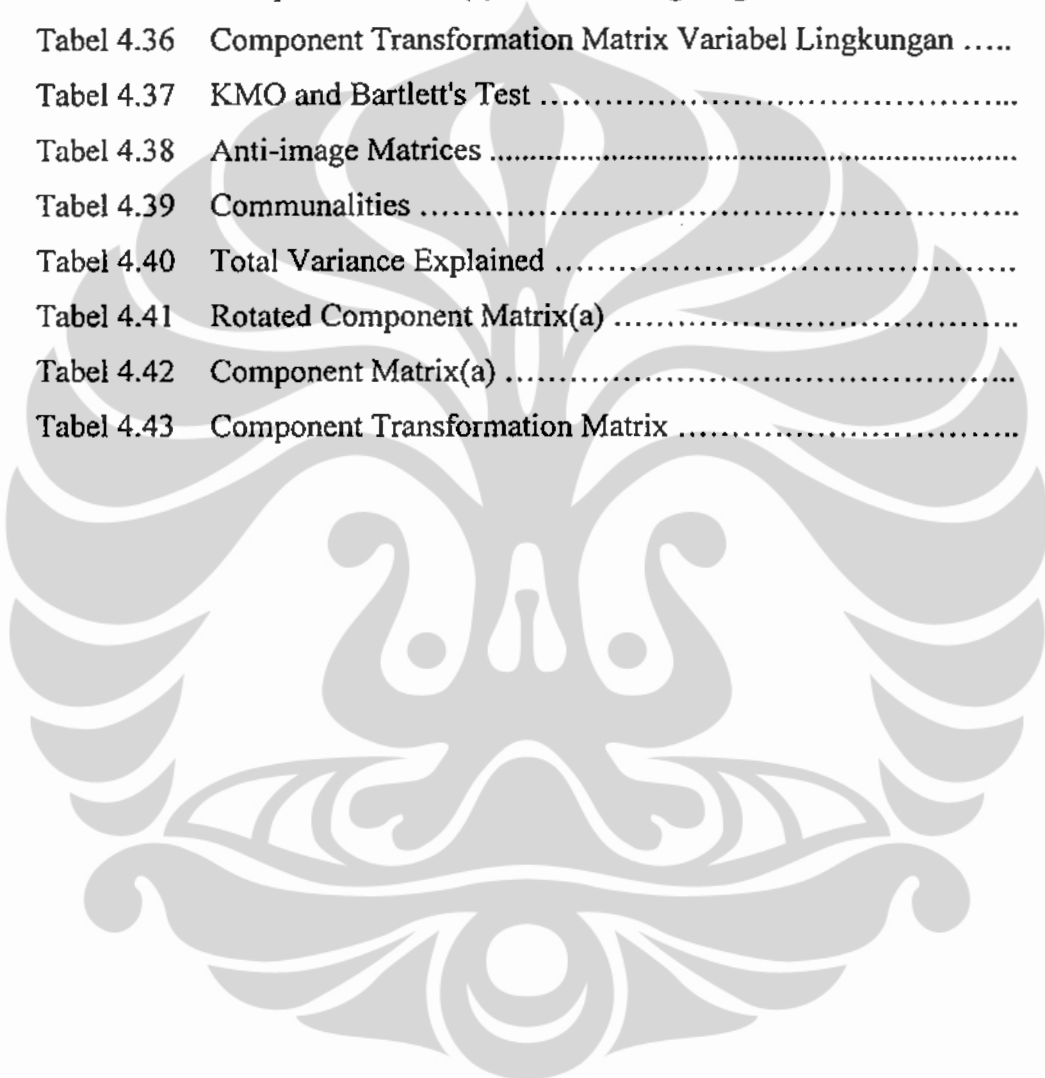 Tabel 4.36 Component Transformation Matrix Variabel Lingkungan .....
Tabel 4.37 KMO and Bartlett's Test ................................................
Tabel 4.38 Anti-image Matrices ........................................................
Tabel 4.39 Communalities ...............................................................
Tabel 4.40 Total Variance Explained ................................................
Tabel 4.41 Rotated Component Matrix(a) .........................................
Tabel 4.42 Component Matrix(a) .....................................................
Tabel 4.43 Component Transformation Matrix ..................................